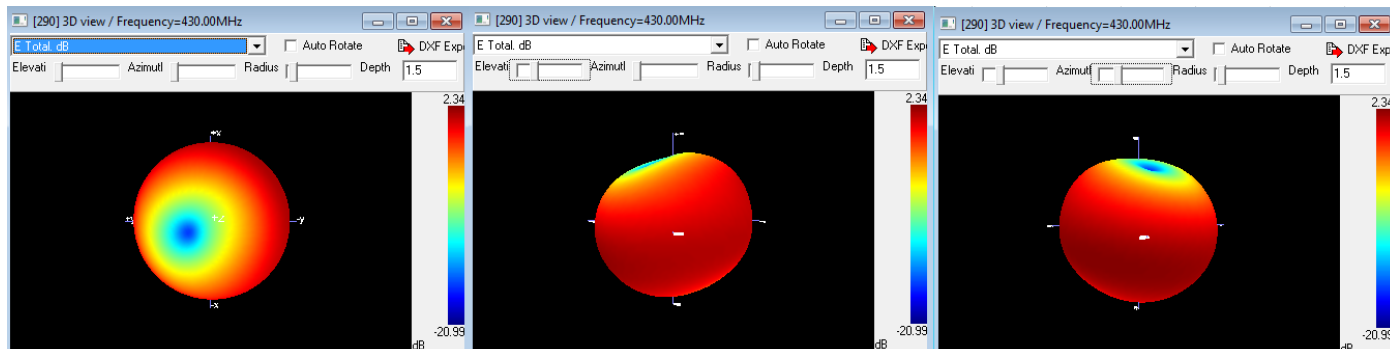 [290] 3D view / Frequency=430.00MHz
E Total. dB
Auto Rotate
DXF Expo
Elevati
Azimutl
Radius
Depth
1.5
2.34
+x
+y
+z
-y
-x
-20.99
dB
[290] 3D view / Frequency=430.00MHz
E Total. dB
Auto Rotate
DXF Exp
Elevati
Azimutl
Radius
Depth
1.5
2.34
-20.99
dB
[290] 3D view / Frequency=430.00MHz
E Total. dB
Auto Rotate
DXF Exp
Elevati
Azimutl
Radius
Depth
1.5
2.34
-20.99
dB